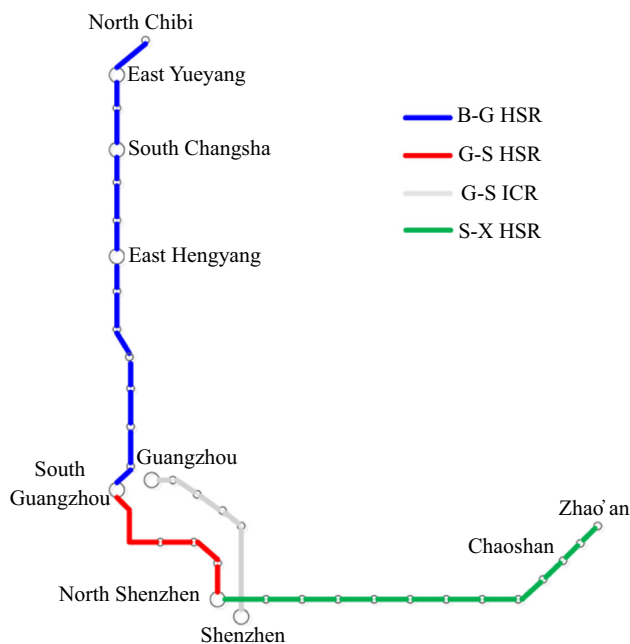 North Chibi
East Yueyang
B-G HSR
South Changsha
G-S HSR
G-S ICR
S-X HSR
East Hengyang
Guangzhou
South
Guangzhou
Zhao’an
Chaoshan
North Shenzhen
Shenzhen